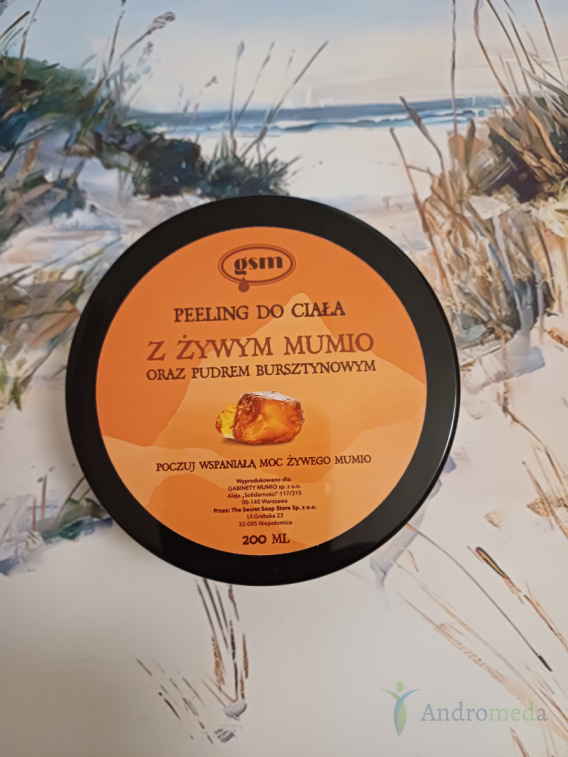 gsm
PEELING DO CIAŁA
Z ŻYWYM MUMIO
ORAZ PUDREM BURSZTYNOWYM
POCZUJ WSPANIAŁĄ MOC ŻYWEGO MUMIO
Wyprodukowano dla:
GABINETY MUMIO sp. z o.o.
Aleja „Solidarności” 117/315
00-140 Warszawa
Przez: The Secret Soap Store Sp. z o.o.
Ul.Grabska 23
32-005 Niepołomice
200 ML
Andromeda